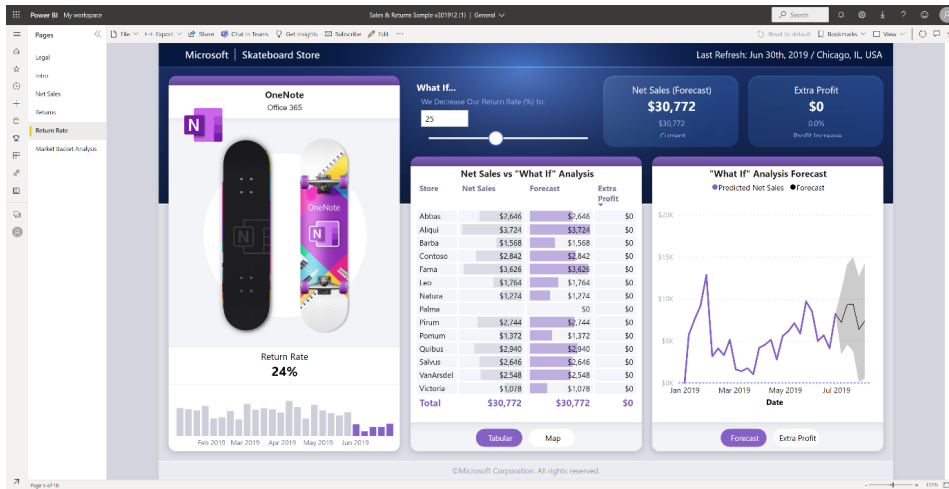 Power BI My workspace
Sales & Returns Sample v201912 (1) | General
Search
Pages
File Export Share Chat in Teams Get insights Subscribe Edit ...
Reset to default Bookmarks View
Legal
Intro
Net Sales
Returns
Return Rate
Market Basket Analysis
Microsoft | Skateboard Store
Last Refresh: Jun 30th, 2019 / Chicago, IL, USA
OneNote
Office 365
N
OneNote
N
N
Return Rate
24%
Feb 2019 Mar 2019 Apr 2019 May 2019 Jun 2019
What If...
We Decrease Our Return Rate (%) to:
25
Net Sales (Forecast)
$30,772
$30,772
Current
Extra Profit
$0
0.0%
Profit Increase
Net Sales vs "What If" Analysis
Store Net Sales Forecast Extra Profit
Abbas $2,646 $2,646 $0
Aliqui $3,724 $3,724 $0
Barba $1,568 $1,568 $0
Contoso $2,842 $2,842 $0
Fama $3,626 $3,626 $0
Leo $1,764 $1,764 $0
Natura $1,274 $1,274 $0
Palma $0 $0
Pirum $2,744 $2,744 $0
Pomum $1,372 $1,372 $0
Quibus $2,940 $2,940 $0
Salvus $2,646 $2,646 $0
VanArsdel $2,548 $2,548 $0
Victoria $1,078 $1,078 $0
Total $30,772 $30,772 $0
Tabular Map
"What If" Analysis Forecast
Predicted Net Sales Forecast
$20K
$15K
$10K
$5K
$0K
Jan 2019 Mar 2019 May 2019 Jul 2019
Date
Forecast Extra Profit
©Microsoft Corporation. All rights reserved.
Page 5 of 18